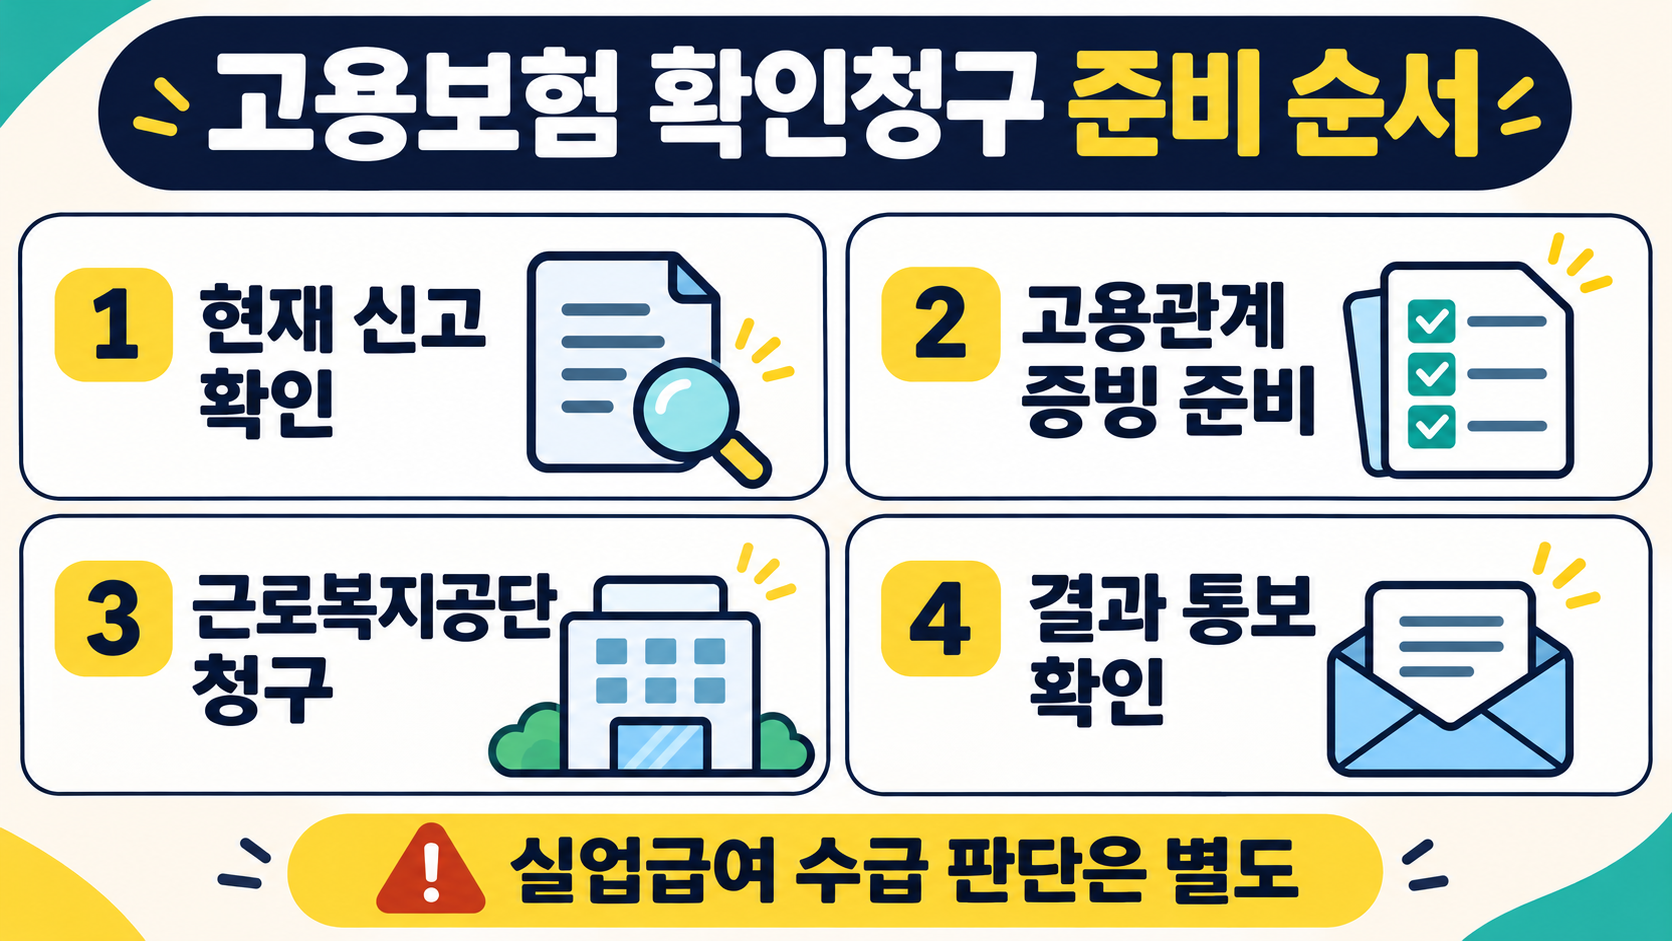 고용보험 확인청구 준비 순서
1 현재 신고
확인
2 고용관계
증빙 준비
3 근로복지공단
청구
4 결과 통보
확인
실업급여 수급 판단은 별도